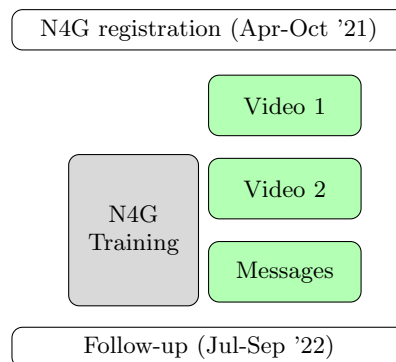 N4G registration (Apr-Oct '21)
Video 1
Video 2
N4G
Training
Messages
Follow-up (Jul-Sep '22)